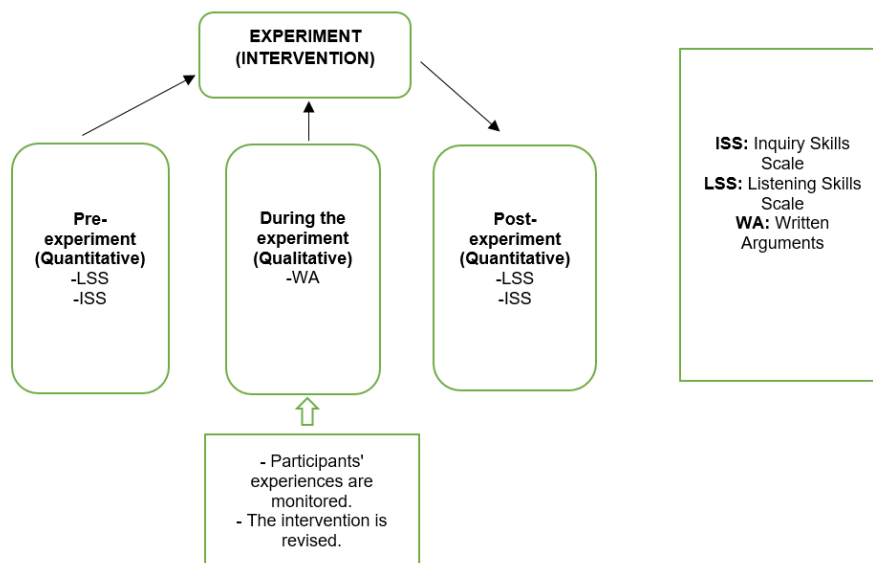 EXPERIMENT
(INTERVENTION)
Pre-
experiment
(Quantitative)
-LSS
-ISS
During the
experiment
(Qualitative)
-WA
Post-
experiment
(Quantitative)
-LSS
-ISS
ISS: Inquiry Skills
Scale
LSS: Listening Skills
Scale
WA: Written
Arguments
- Participants'
experiences are
monitored.
- The intervention is
revised.